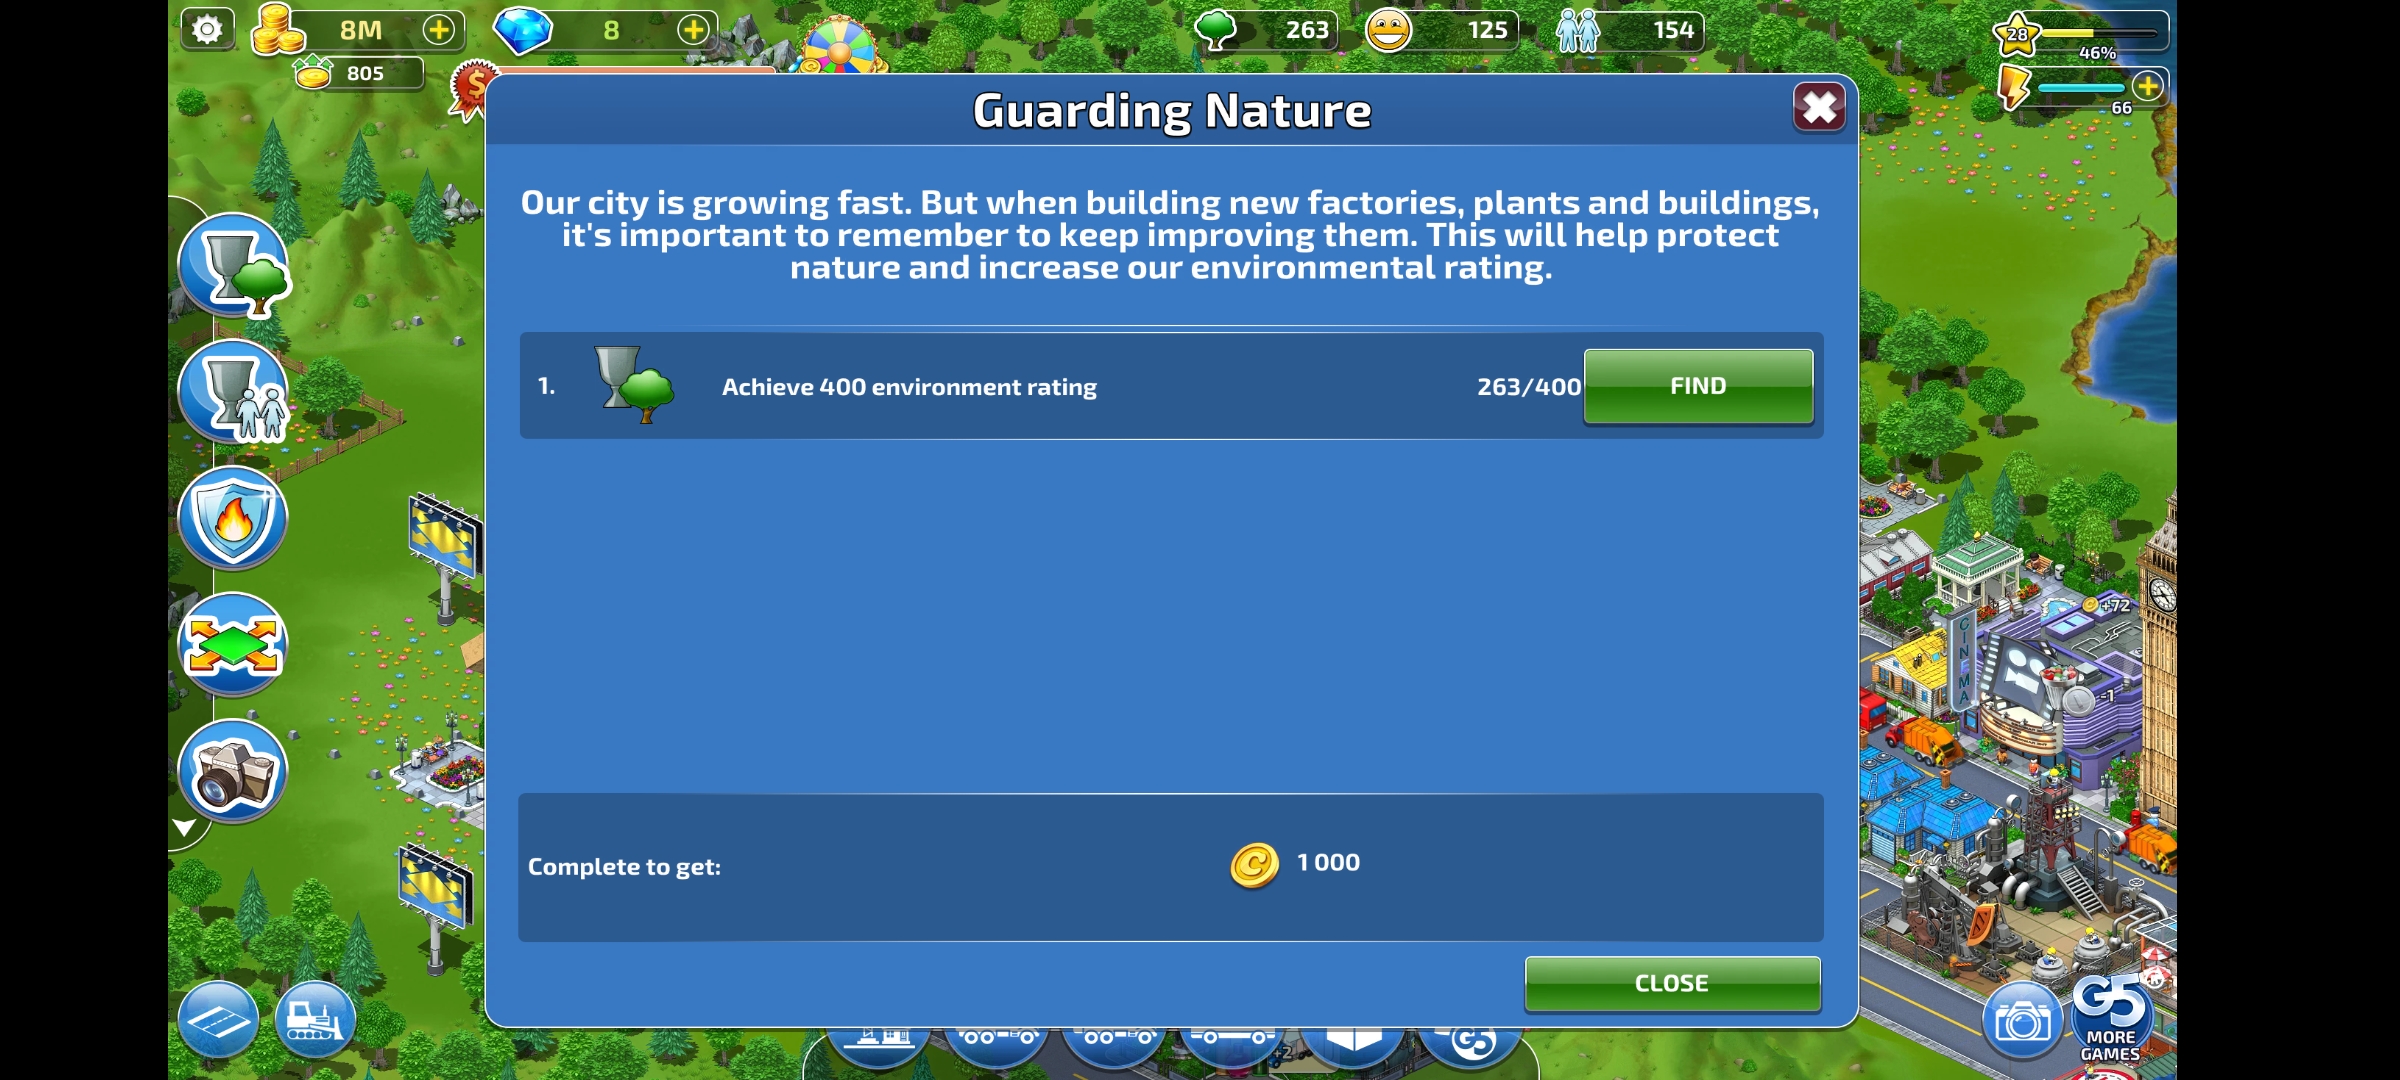 8M
8
263
125
154
28
46%
805
66
Guarding Nature
Our city is growing fast. But when building new factories, plants and buildings,
it's important to remember to keep improving them. This will help protect
nature and increase our environmental rating.
1.
Achieve 400 environment rating
263/400
FIND
+72
CINEMA
-1
Complete to get:
1 000
CLOSE
+2
G5
G5
MORE
GAMES